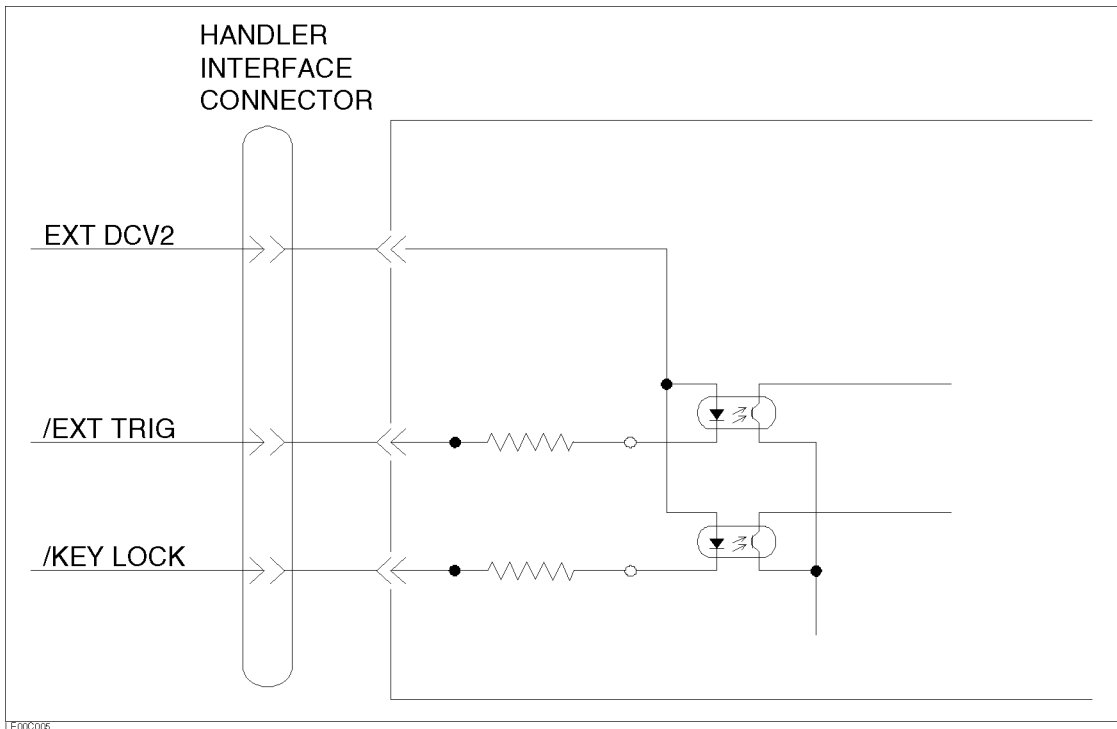 HANDLER
INTERFACE
CONNECTOR
EXT DCV2
/EXT TRIG
/KEY LOCK